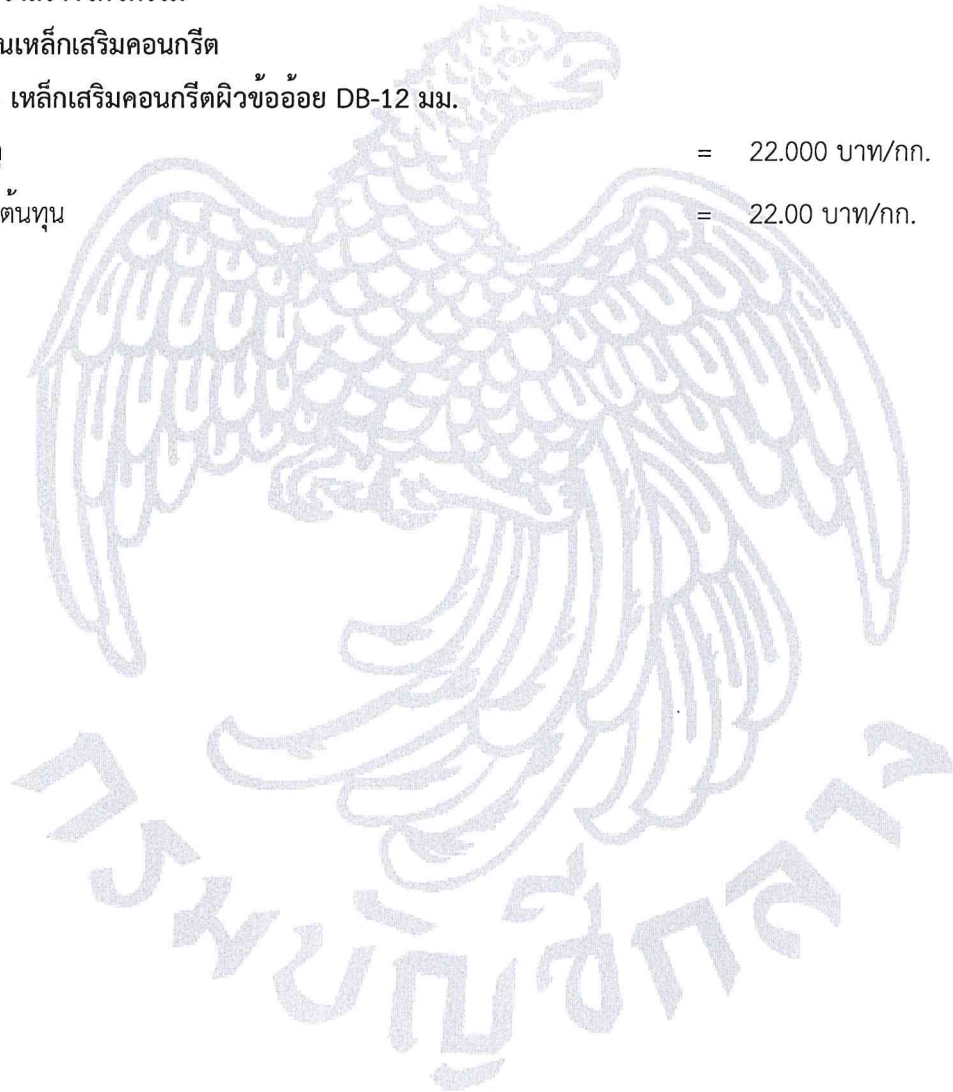 นเหล็กเสริมคอนกรีต
เหล็กเสริมคอนกรีตผิวข้ออ้อย DB-12 มม.
= 22.000 บาท/กก.
ต้นทุน = 22.00 บาท/กก.
กรมบัญชีกลาง